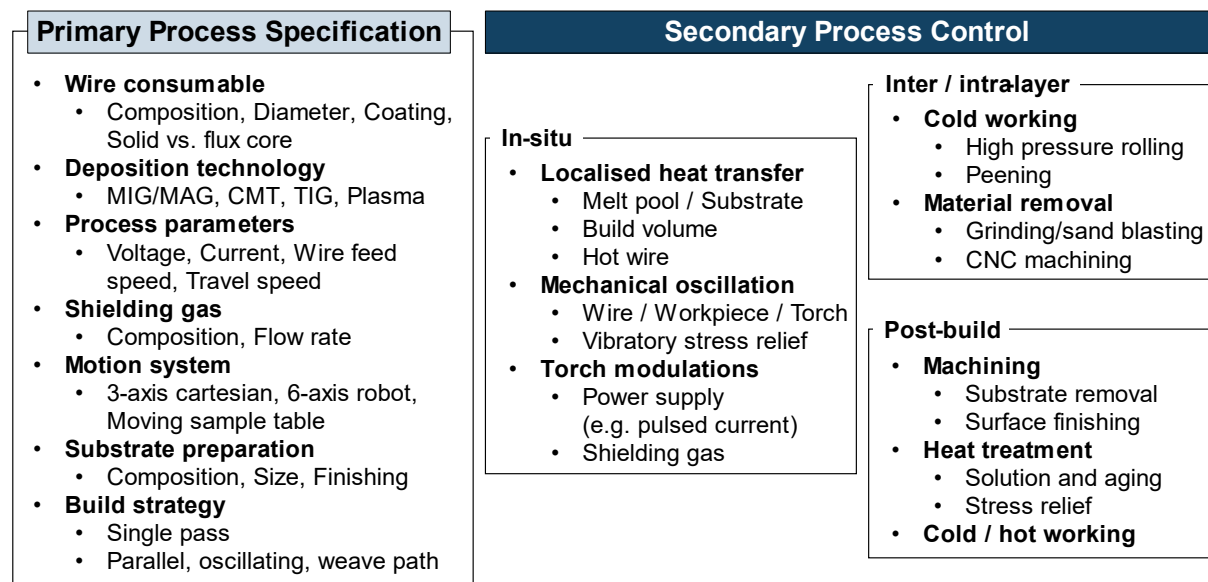 Primary Process Specification
• Wire consumable
• Composition, Diameter, Coating,
Solid vs. flux core
• Deposition technology
• MIG/MAG, CMT, TIG, Plasma
• Process parameters
• Voltage, Current, Wire feed
speed, Travel speed
• Shielding gas
• Composition, Flow rate
• Motion system
• 3-axis cartesian, 6-axis robot,
Moving sample table
• Substrate preparation
• Composition, Size, Finishing
• Build strategy
• Single pass
• Parallel, oscillating, weave path
Secondary Process Control
In-situ
• Localised heat transfer
• Melt pool / Substrate
• Build volume
• Hot wire
• Mechanical oscillation
• Wire / Workpiece / Torch
• Vibratory stress relief
• Torch modulations
• Power supply
(e.g. pulsed current)
• Shielding gas
Inter / intra-layer
• Cold working
• High pressure rolling
• Peening
• Material removal
• Grinding/sand blasting
• CNC machining
Post-build
• Machining
• Substrate removal
• Surface finishing
• Heat treatment
• Solution and aging
• Stress relief
• Cold / hot working